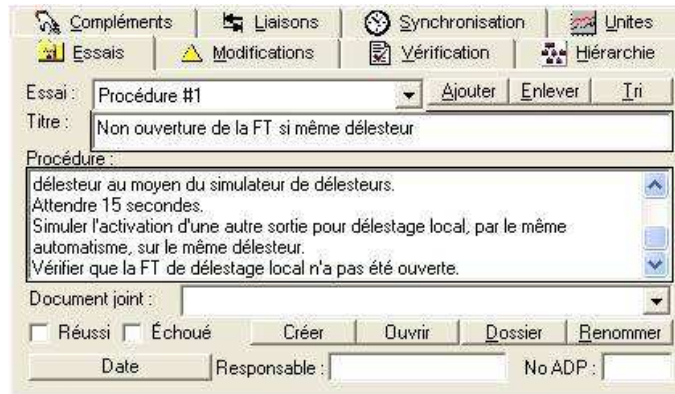 Compléments Liaisons Synchronisation Unites
Essais Modifications Vérification Hiérarchie
Essai : Procédure #1 Ajouter Enlever Tri
Titre : Non ouverture de la FT si même délesteur
Procédure :
délesteur au moyen du simulateur de délesteurs.
Attendre 15 secondes.
Simuler l'activation d'une autre sortie pour délestage local, par le même
automatisme, sur le même délesteur.
Vérifier que la FT de délestage local n'a pas été ouverte.
Document joint :
Réussi Échoué Créer Ouvrir Dossier Renommer
Date Responsable : No ADP :